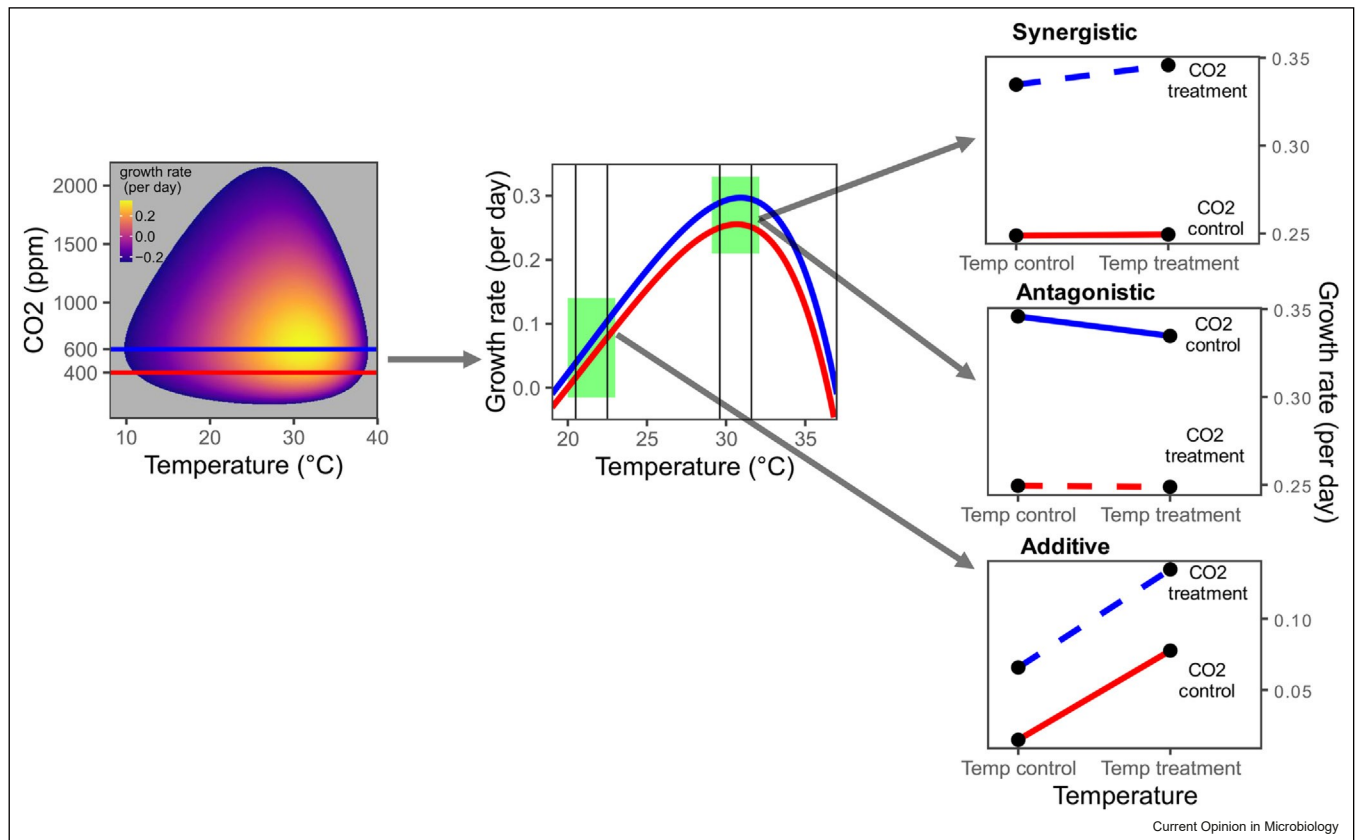 growth rate
(per day)
0.2
0.0
−0.2
2000
1500
1000
600
400
CO2 (ppm)
10
20
30
40
Temperature (°C)
Growth rate (per day)
0.3
0.2
0.1
0.0
20
25
30
35
Temperature (°C)
Synergistic
CO2
treatment
CO2
control
0.35
0.30
0.25
Temp control
Temp treatment
Antagonistic
CO2
control
CO2
treatment
0.35
0.30
0.25
Temp control
Temp treatment
Growth rate (per day)
Additive
CO2
treatment
CO2
control
0.10
0.05
Temp control
Temp treatment
Temperature
Current Opinion in Microbiology